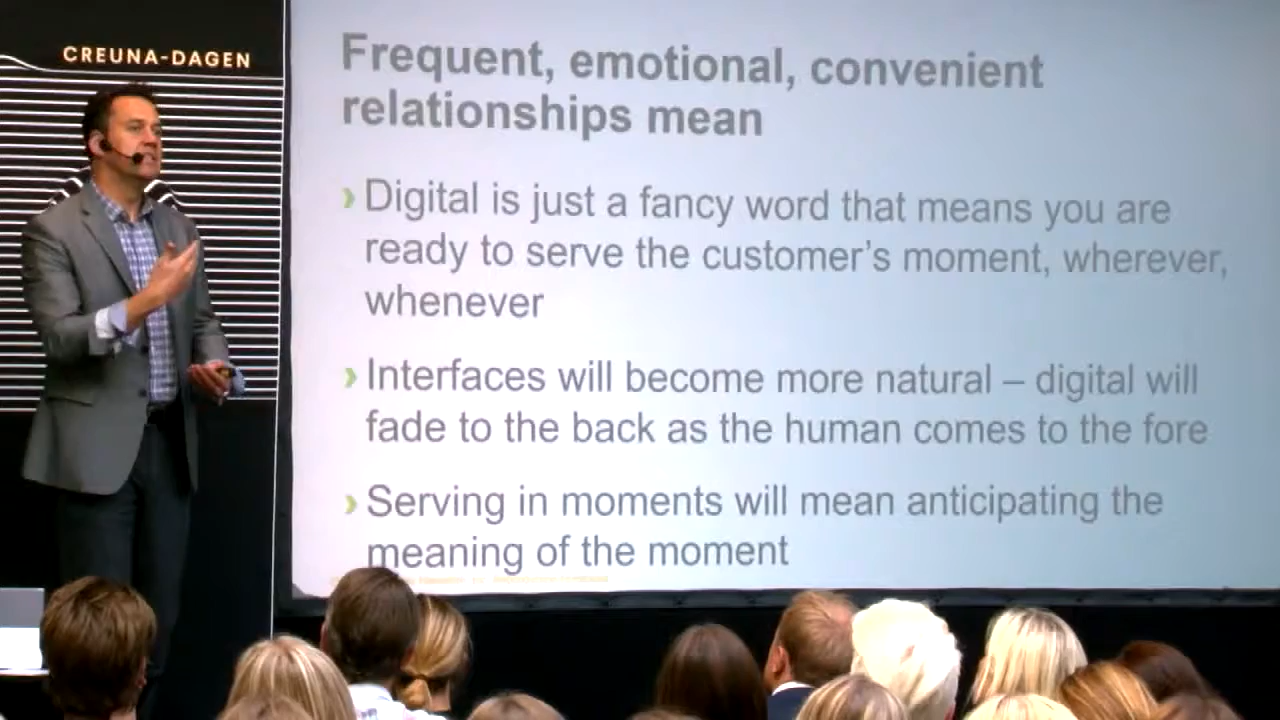 CREUNA-DAGEN
Frequent, emotional, convenient
relationships mean
› Digital is just a fancy word that means you are
ready to serve the customer's moment, wherever,
whenever
› Interfaces will become more natural – digital will
fade to the back as the human comes to the fore
› Serving in moments will mean anticipating the
meaning of the moment